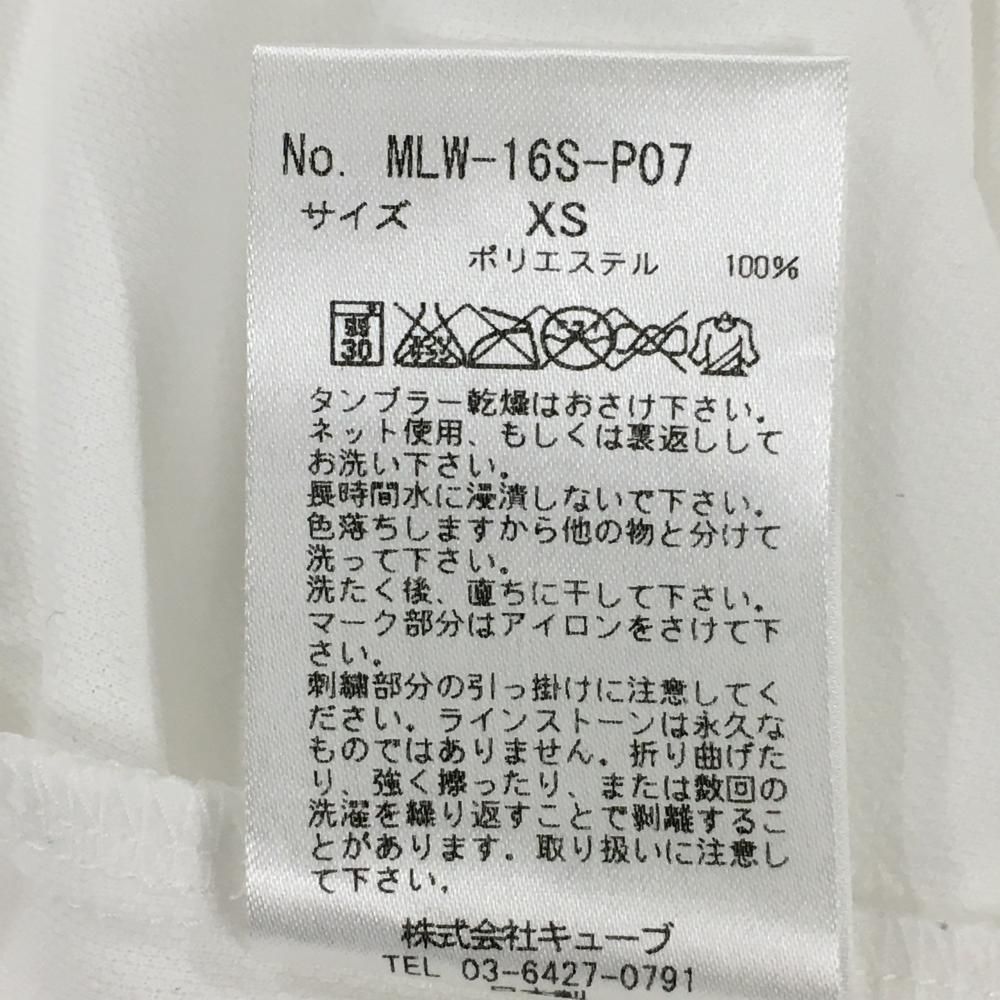 No. MLW-16S-P07
サイズ XS
ポリエステル 100%
弱 30
タンブラー乾燥はおさけ下さい。
ネット使用、もしくは裏返しして
お洗い下さい。
長時間水に浸漬しないで下さい。
色落ちしますから他の物と分けて
洗って下さい。
洗たく後、直ちに干して下さい。
マーク部分はアイロンをさけて下
さい。
刺繍部分の引っ掛けに注意してく
ださい。ラインストーンは永久な
ものではありません。折り曲げた
り、強く擦ったり、または数回の
洗濯を繰り返すことで剥離するこ
とがあります。取り扱いに注意し
て下さい。
株式会社キューブ
TEL 03-6427-0791